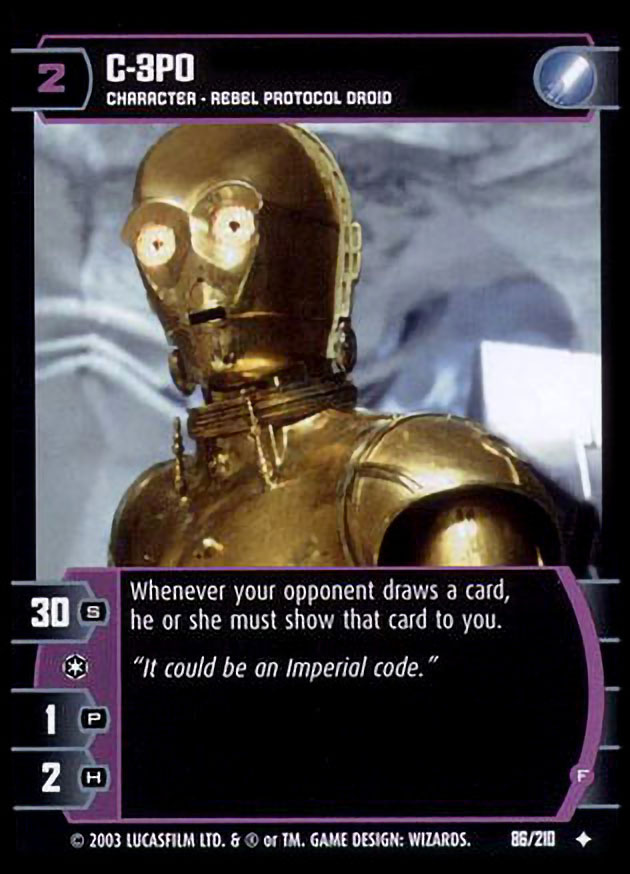 2
C-3PO
CHARACTER - REBEL PROTOCOL DROID
Whenever your opponent draws a card,
he or she must show that card to you.
"It could be an Imperial code."
30 S
1 P
2 H
F
© 2003 LUCASFILM LTD. & ® or TM. GAME DESIGN: WIZARDS. 86/210